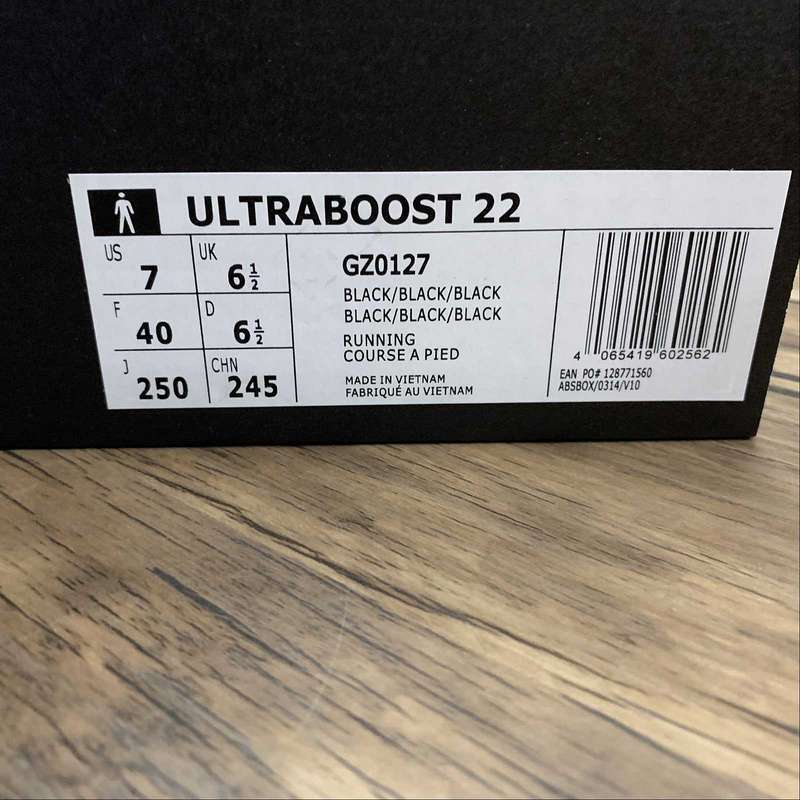 ULTRABOOST 22
US 7 UK 6½
F 40 D 6½
J 250 CHN 245
GZ0127
BLACK/BLACK/BLACK
BLACK/BLACK/BLACK
RUNNING
COURSE A PIED
MADE IN VIETNAM
FABRIQUÉ AU VIETNAM
4 065419 602562
EAN PO# 128771560
ABSBOX/0314/V10